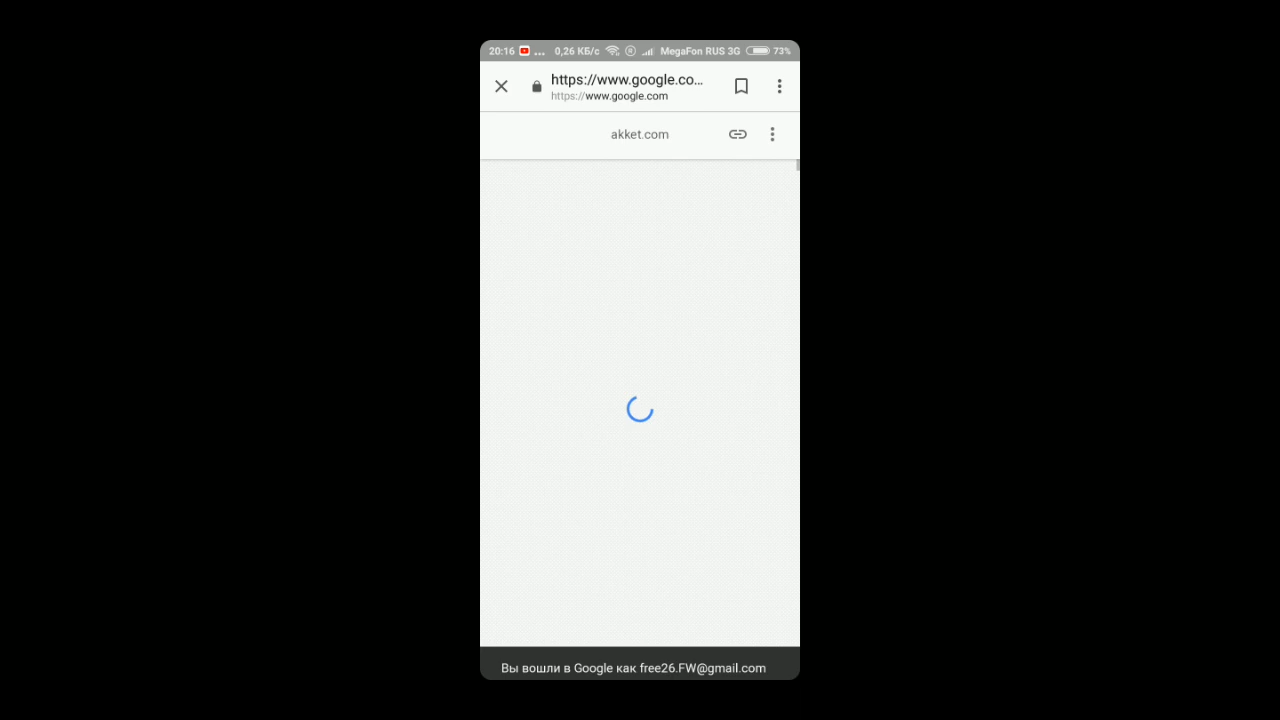 20:16 ... 0,26 КБ/с MegaFon RUS 3G 73%
https://www.google.co...
https://www.google.com
akket.com
Вы вошли в Google как free26.FW@gmail.com